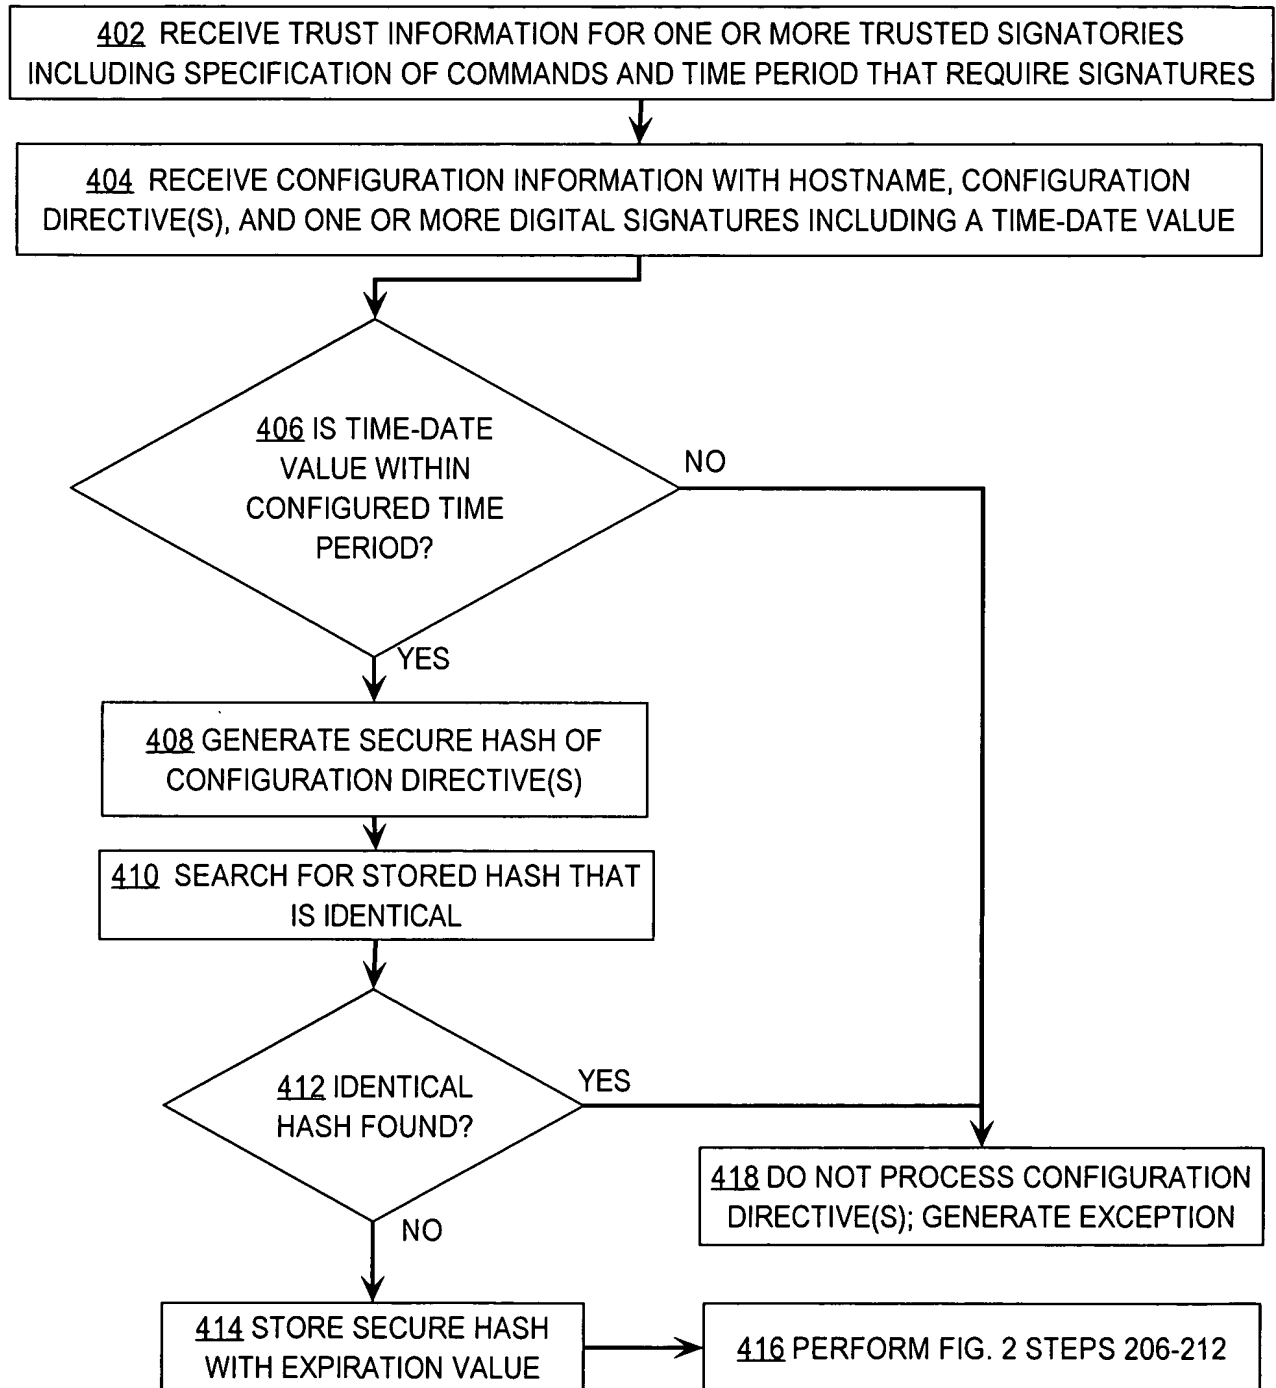 402 RECEIVE TRUST INFORMATION FOR ONE OR MORE TRUSTED SIGNATORIES
INCLUDING SPECIFICATION OF COMMANDS AND TIME PERIOD THAT REQUIRE SIGNATURES
404 RECEIVE CONFIGURATION INFORMATION WITH HOSTNAME, CONFIGURATION
DIRECTIVE(S), AND ONE OR MORE DIGITAL SIGNATURES INCLUDING A TIME-DATE VALUE
406 IS TIME-DATE
VALUE WITHIN
CONFIGURED TIME
PERIOD?
NO
YES
408 GENERATE SECURE HASH OF
CONFIGURATION DIRECTIVE(S)
410 SEARCH FOR STORED HASH THAT
IS IDENTICAL
412 IDENTICAL
HASH FOUND?
YES
NO
418 DO NOT PROCESS CONFIGURATION
DIRECTIVE(S); GENERATE EXCEPTION
414 STORE SECURE HASH
WITH EXPIRATION VALUE
416 PERFORM FIG. 2 STEPS 206-212